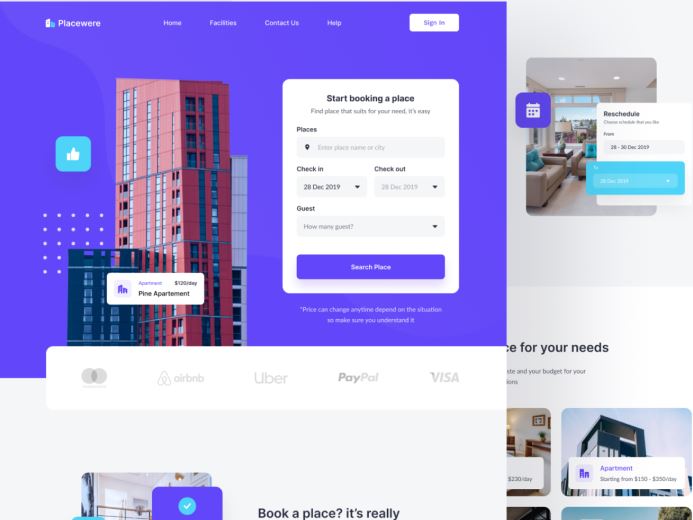 Placewere
Home
Facilities
Contact Us
Help
Sign In
Start booking a place
Find place that suits for your need, it's easy
Places
Enter place name or city
Check in
Check out
28 Dec 2019
28 Dec 2019
Guest
How many guest?
Search Place
*Price can change anytime depend on the situation
so make sure you understand it
Apartment
$120/day
Pine Apartement
airbnb
Uber
PayPal
VISA
Book a place? it's really
Reschedule
Choose schedule that you like
From
28 - 30 Dec 2019
To
28 Dec 2019
ce for your needs
ste and your budget for your
ions
$230/day
Apartment
Starting from $150 - $350/day